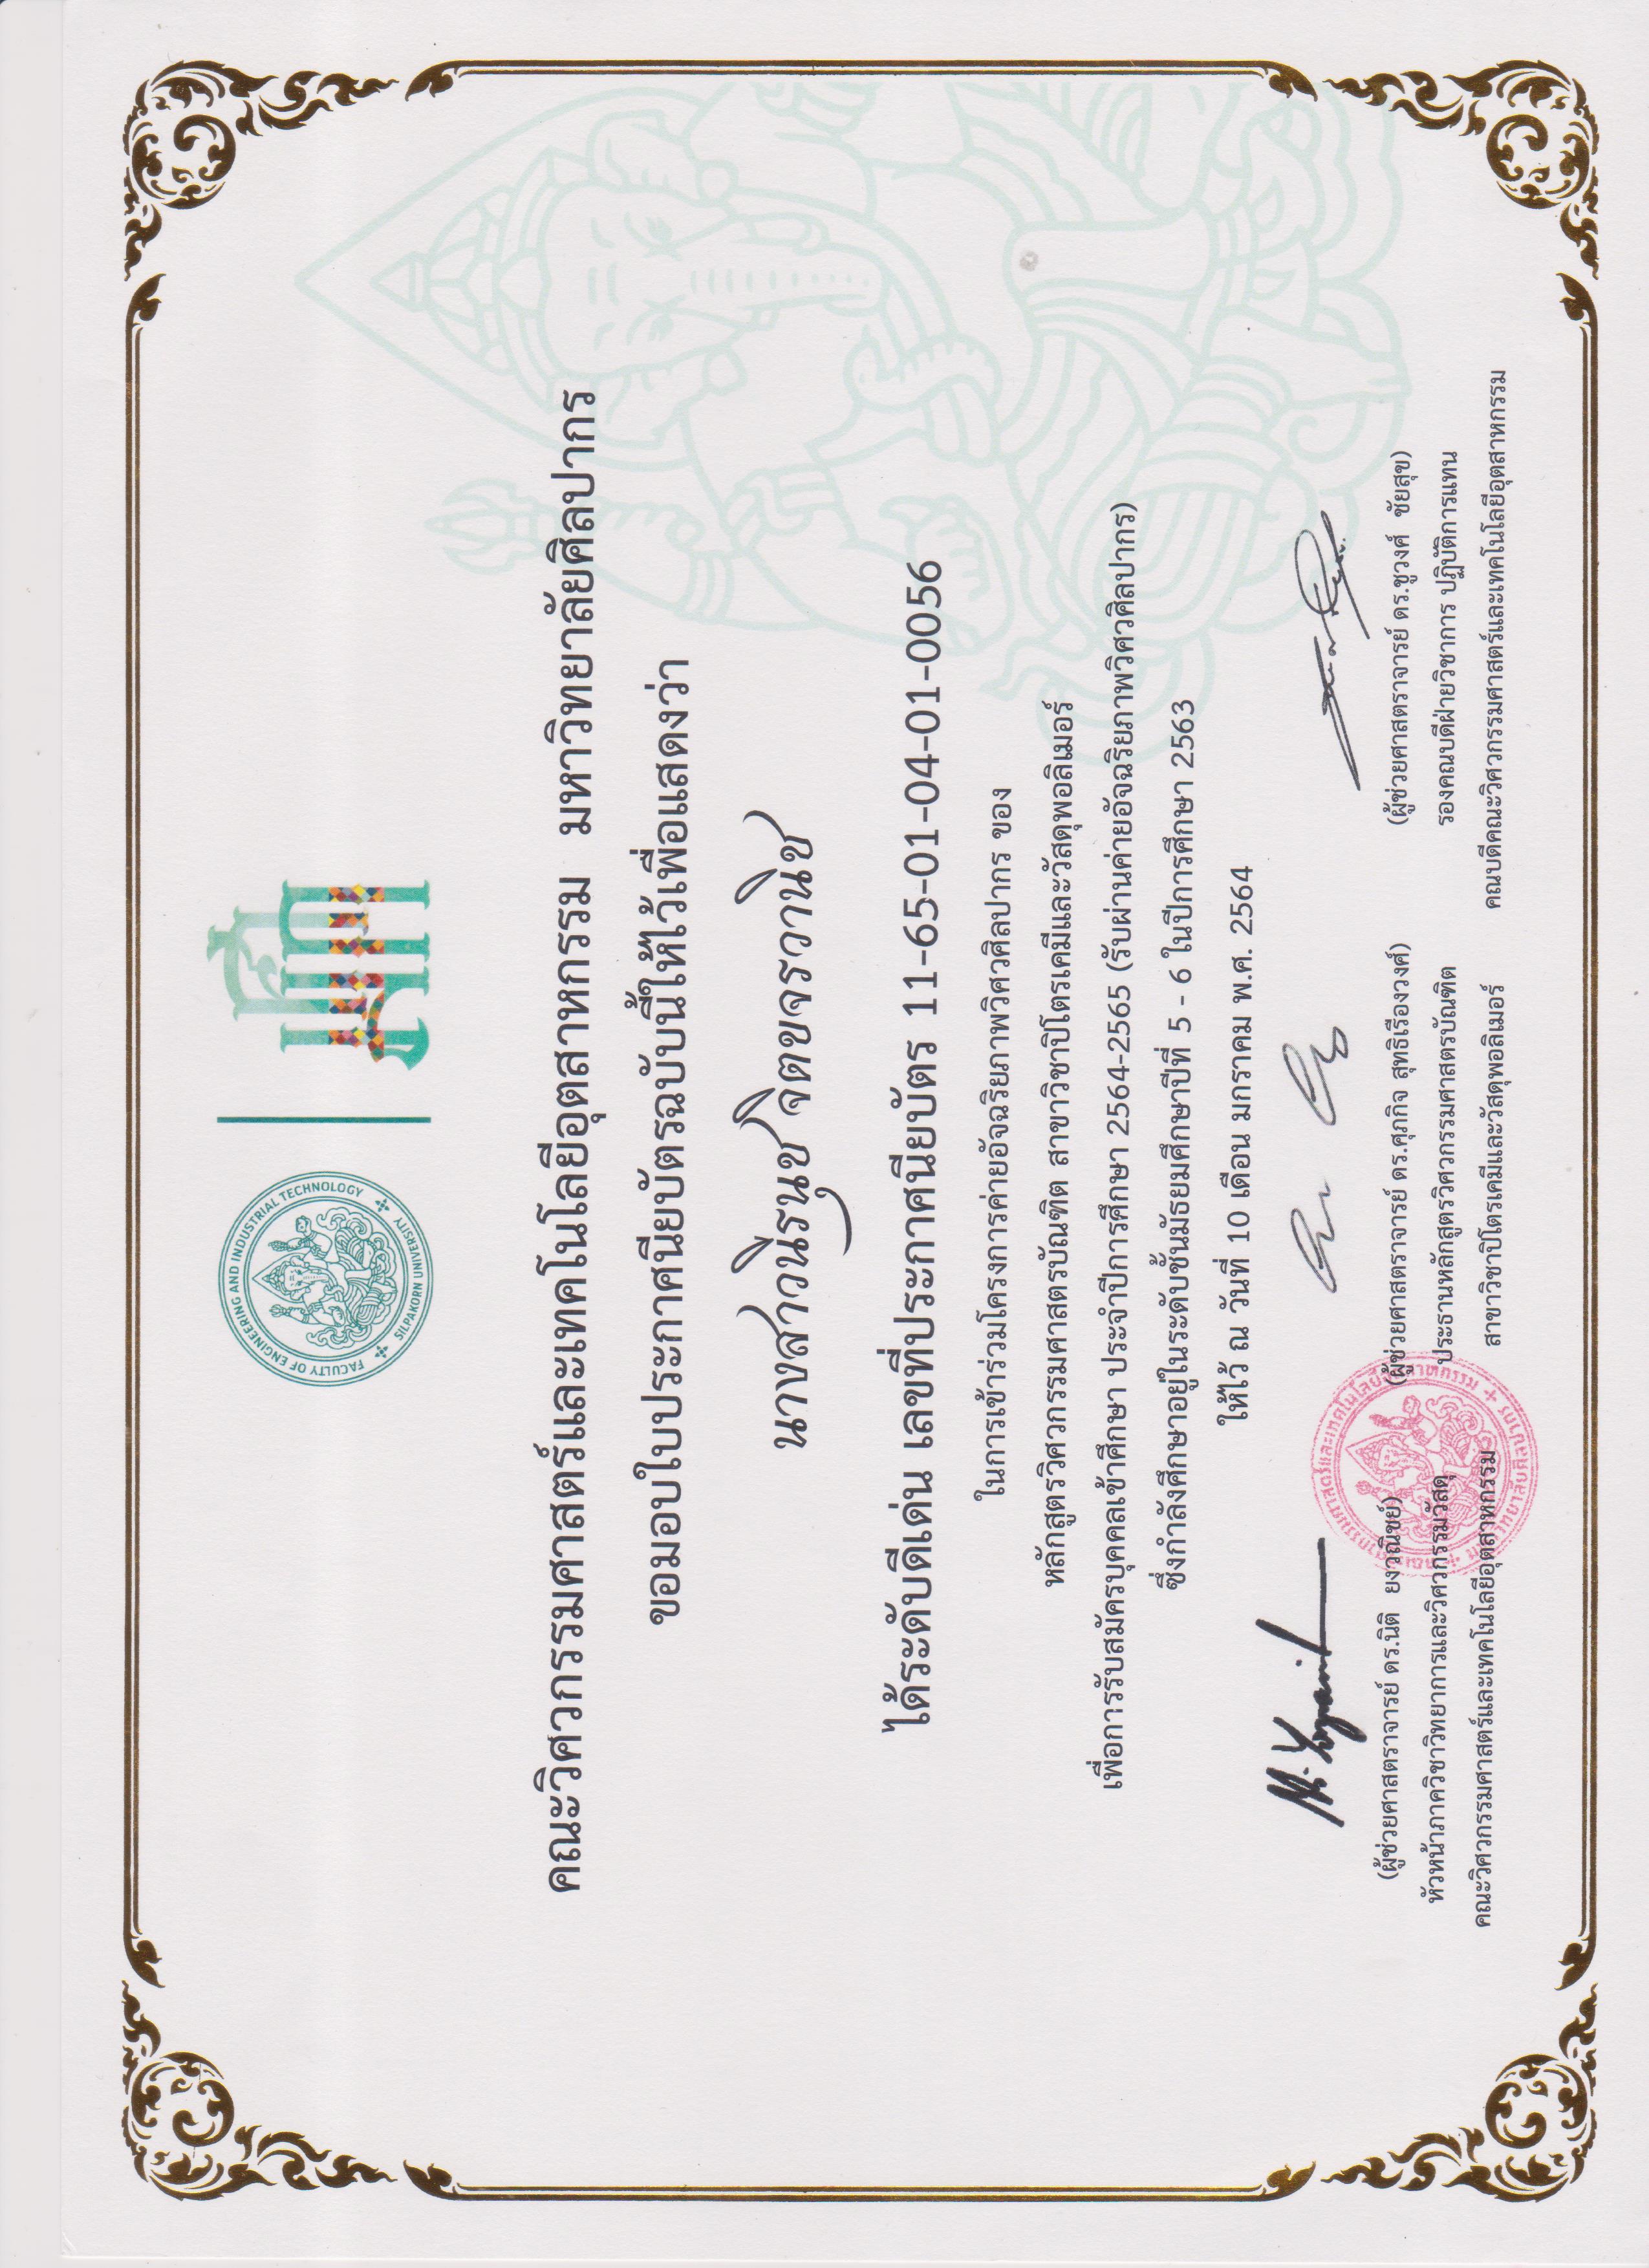 FACULTY OF ENGINEERING AND INDUSTRIAL TECHNOLOGY
SILPAKORN UNIVERSITY
คณะวิศวกรรมศาสตร์และเทคโนโลยีอุตสาหกรรม มหาวิทยาลัยศิลปากร
ขอมอบใบประกาศนียบัตรฉบับนี้ให้ไว้เพื่อแสดงว่า
นางสาวนีรนุช จิตขจรวานิช
ได้ระดับดีเด่น เลขที่ประกาศนียบัตร 11-65-01-04-01-0056
ในการเข้าร่วมโครงการค่ายอัจฉริยภาพวิศวศิลปากร ของ
หลักสูตรวิศวกรรมศาสตรบัณฑิต สาขาวิชาปิโตรเคมีและวัสดุพอลิเมอร์
เพื่อการรับสมัครบุคคลเข้าศึกษา ประจำปีการศึกษา 2564-2565 (รับผ่านค่ายอัจฉริยภาพวิศวศิลปากร)
ซึ่งกำลังศึกษาอยู่ในระดับชั้นมัธยมศึกษาปีที่ 5 - 6 ในปีการศึกษา 2563
ให้ไว้ ณ วันที่ 10 เดือน มกราคม พ.ศ. 2564
(ผู้ช่วยศาสตราจารย์ ดร.นิติ ยงวณิชย์)
หัวหน้าภาควิชาวิทยาการและวิศวกรรมวัสดุ
คณะวิศวกรรมศาสตร์และเทคโนโลยีอุตสาหกรรม
(ผู้ช่วยศาสตราจารย์ ดร.ศุภกิจ สุทธิเรืองวงศ์)
ประธานหลักสูตรวิศวกรรมศาสตรบัณฑิต
สาขาวิชาปิโตรเคมีและวัสดุพอลิเมอร์
(ผู้ช่วยศาสตราจารย์ ดร.ชูวงศ์ ชัยสุข)
รองคณบดีฝ่ายวิชาการ ปฏิบัติการแทน
คณบดีคณะวิศวกรรมศาสตร์และเทคโนโลยีอุตสาหกรรม